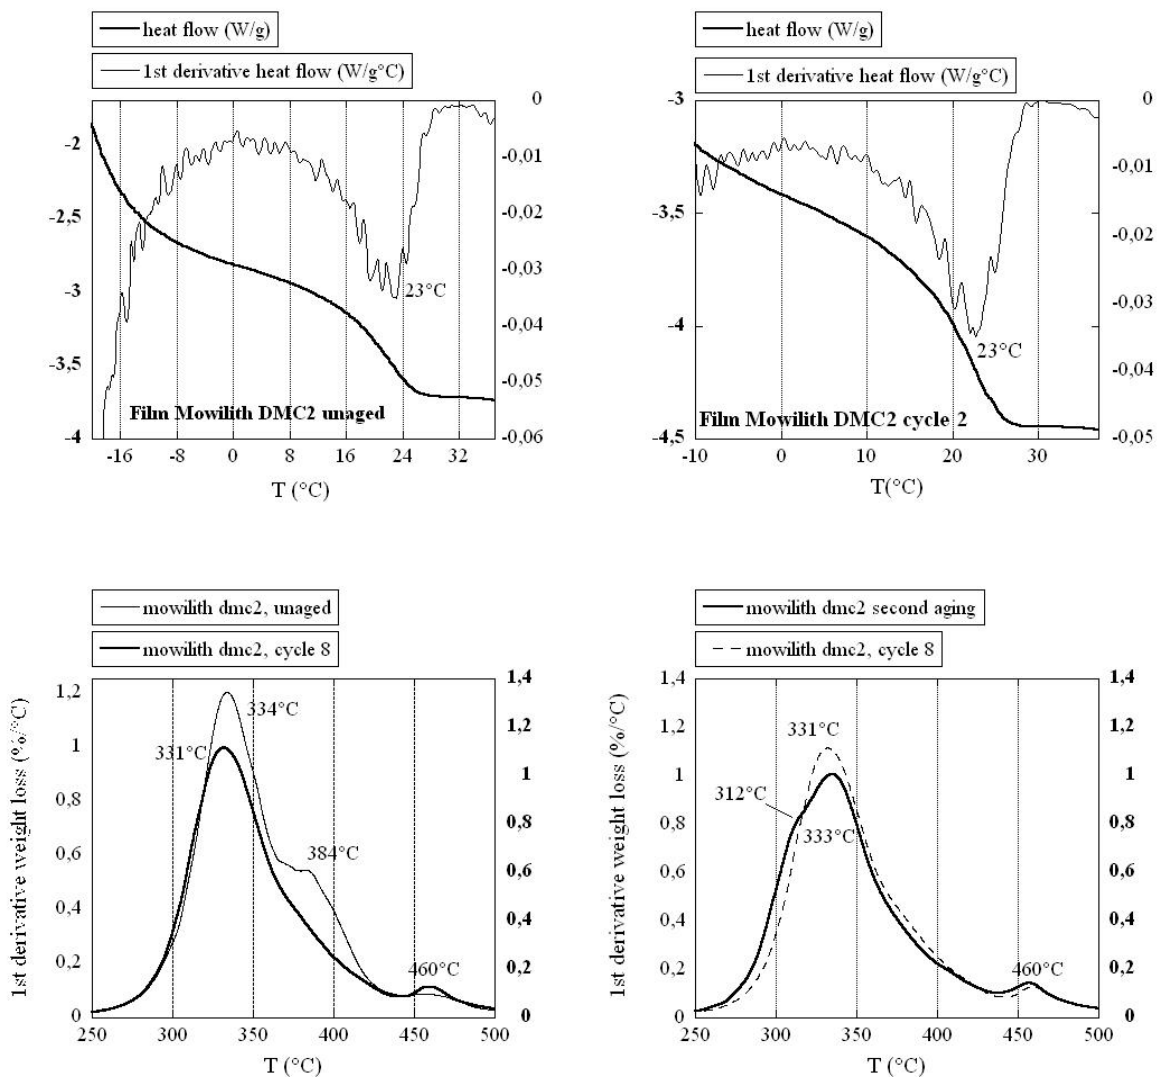 heat flow (W/g)
1st derivative heat flow (W/g°C)
-2
-2,5
-3
-3,5
-4
0
-0,01
-0,02
-0,03
-0,04
-0,05
-0,06
23°C
Film Mowilith DMC2 unaged
-16
-8
0
8
16
24
32
T (°C)
heat flow (W/g)
1st derivative heat flow (W/g°C)
-3
-3,5
-4
-4,5
0
-0,01
-0,02
-0,03
-0,04
-0,05
23°C
Film Mowilith DMC2 cycle 2
-10
0
10
20
30
T(°C)
mowilith dmc2, unaged
mowilith dmc2, cycle 8
1st derivative weight loss (%/°C)
1,2
1
0,8
0,6
0,4
0,2
0
1,4
1,2
1
0,8
0,6
0,4
0,2
0
334°C
331°C
384°C
460°C
250
300
350
400
450
500
T (°C)
mowilith dmc2 second aging
mowilith dmc2, cycle 8
1st derivative weight loss (%/°C)
1,4
1,2
1
0,8
0,6
0,4
0,2
0
1,4
1,2
1
0,8
0,6
0,4
0,2
0
331°C
312°C
333°C
460°C
250
300
350
400
450
500
T (°C)